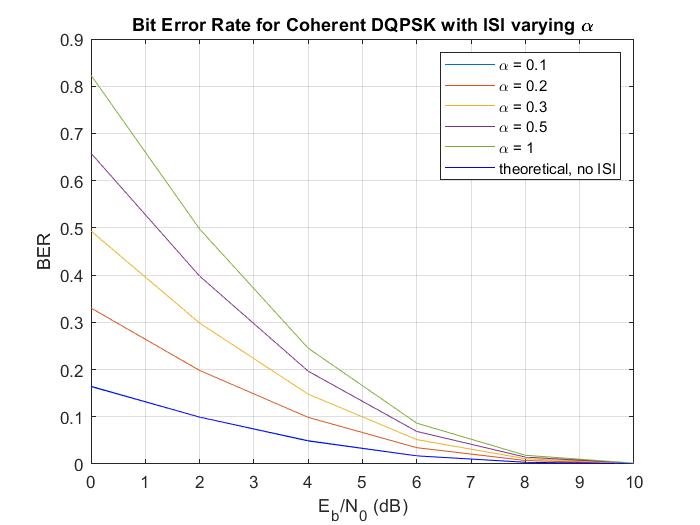 Bit Error Rate for Coherent DQPSK with ISI varying α
0.9
0.8
0.7
0.6
0.5
0.4
0.3
0.2
0.1
0
BER
α = 0.1
α = 0.2
α = 0.3
α = 0.5
α = 1
theoretical, no ISI
0 1 2 3 4 5 6 7 8 9 10
E_b/N_0 (dB)